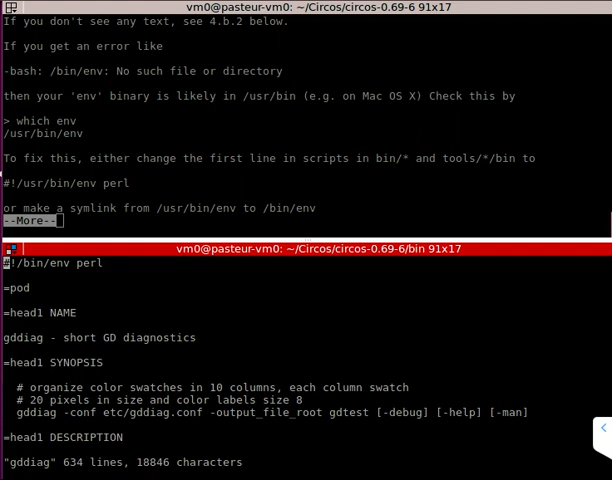 vm0@pasteur-vm0: ~/Circos/circos-0.69-6 91x17
If you don't see any text, see 4.b.2 below.
If you get an error like
-bash: /bin/env: No such file or directory
then your 'env' binary is likely in /usr/bin (e.g. on Mac OS X) Check this by
> which env
/usr/bin/env
To fix this, either change the first line in scripts in bin/* and tools/*/bin to
#!/usr/bin/env perl
or make a symlink from /usr/bin/env to /bin/env
--More--
vm0@pasteur-vm0: ~/Circos/circos-0.69-6/bin 91x17
#!/bin/env perl
=pod
=head1 NAME
gddiag - short GD diagnostics
=head1 SYNOPSIS
# organize color swatches in 10 columns, each column swatch
# 20 pixels in size and color labels size 8
gddiag -conf etc/gddiag.conf -output_file_root gdtest [-debug] [-help] [-man]
=head1 DESCRIPTION
"gddiag" 634 lines, 18846 characters